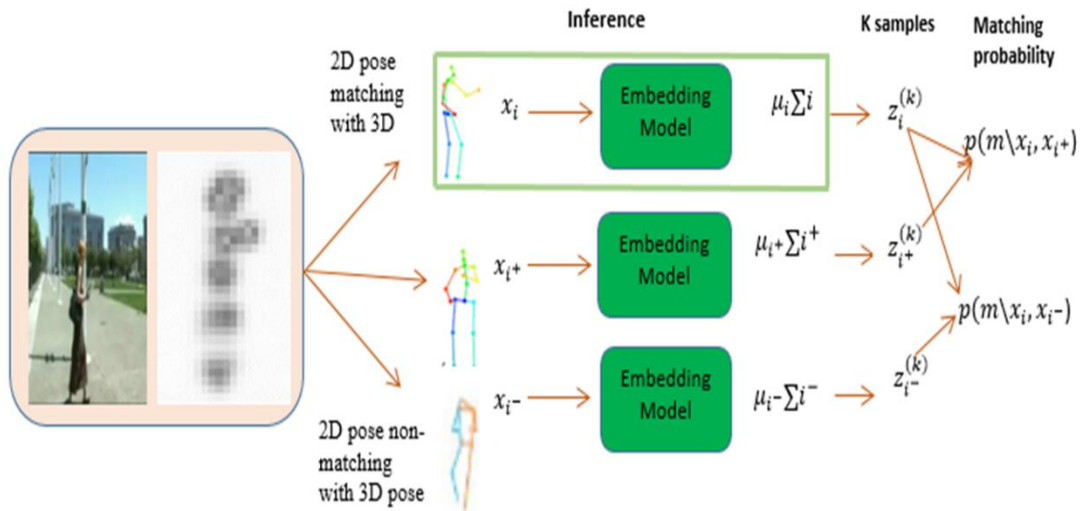 Inference
K samples
Matching
probability
2D pose
matching
with 3D
x_i
Embedding
Model
μ_i∑i
z_i^(k)
p(m\x_i, x_i+)
x_i+
Embedding
Model
μ_i+∑i^+
z_i+^(k)
p(m\x_i, x_i-)
x_i-
Embedding
Model
μ_i-∑i^-
z_i-^(k)
2D pose non-
matching
with 3D pose